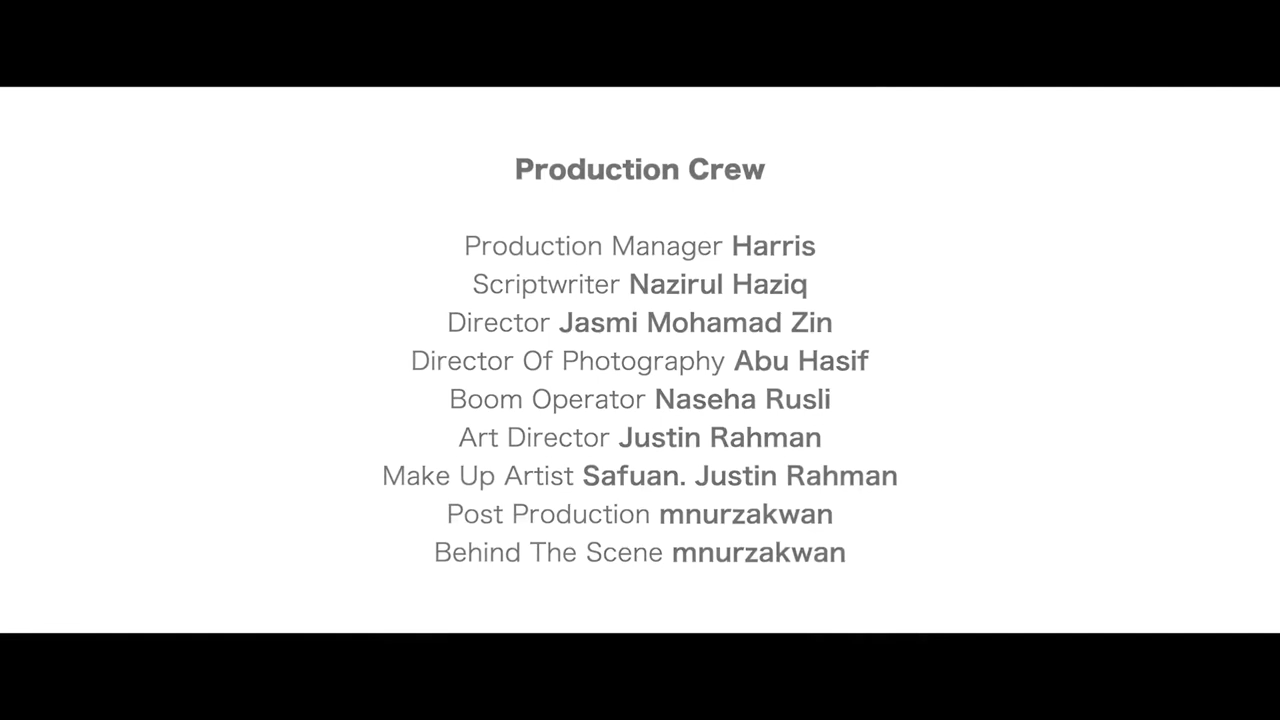 Production Crew
Production Manager Harris
Scriptwriter Nazirul Haziq
Director Jasmi Mohamad Zin
Director Of Photography Abu Hasif
Boom Operator Naseha Rusli
Art Director Justin Rahman
Make Up Artist Safuan. Justin Rahman
Post Production mnurzakwan
Behind The Scene mnurzakwan